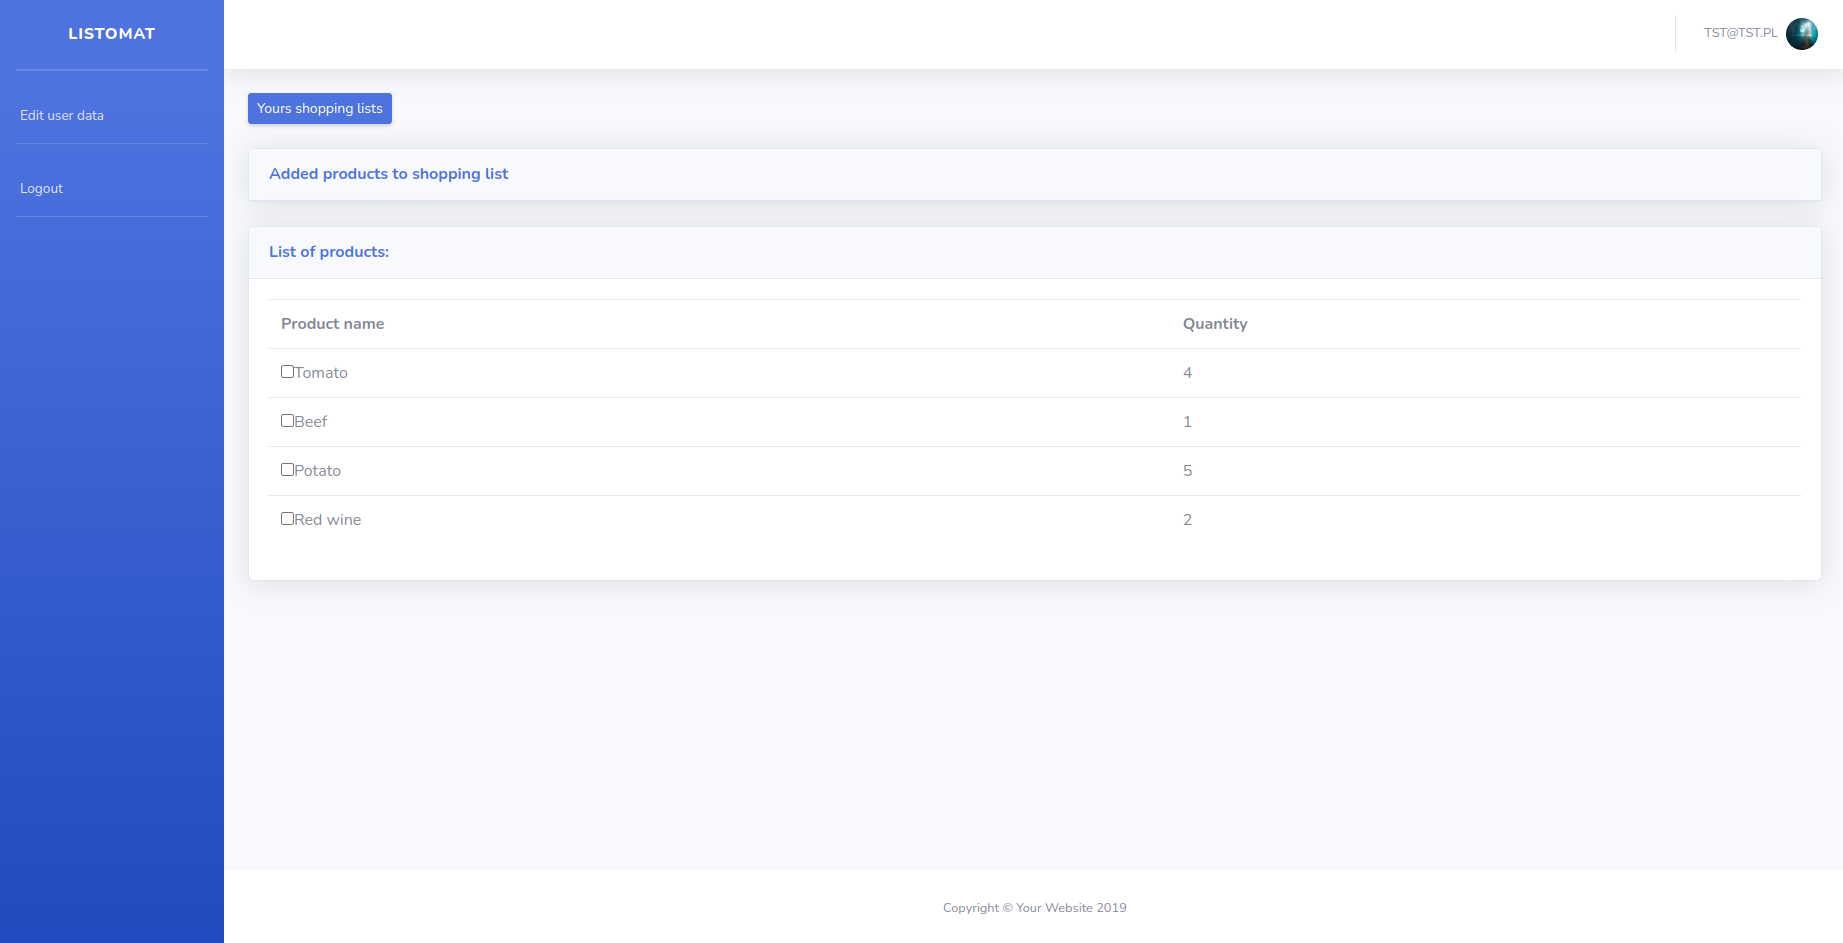 LISTOMAT
TST@TST.PL
Edit user data
Logout
Yours shopping lists
Added products to shopping list
List of products:
Product name Quantity
Tomato 4
Beef 1
Potato 5
Red wine 2
Copyright © Your Website 2019